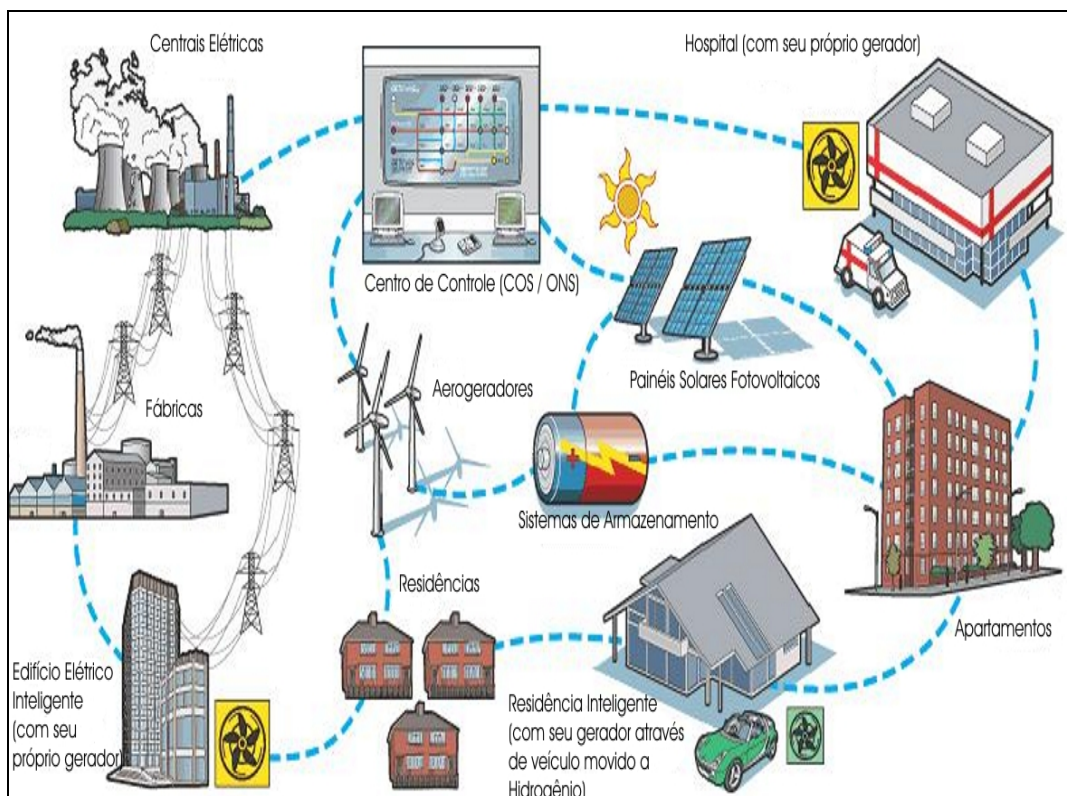 Centrais Elétricas
Hospital (com seu próprio gerador)
Centro de Controle (COS / ONS)
Painéis Solares Fotovoltaicos
Aerogeradores
Fábricas
Sistemas de Armazenamento
Residências
Apartamentos
Edifício Elétrico
Inteligente
(com seu
próprio gerador)
Residência Inteligente
(com seu gerador através
de veículo movido a
Hidrogênio)